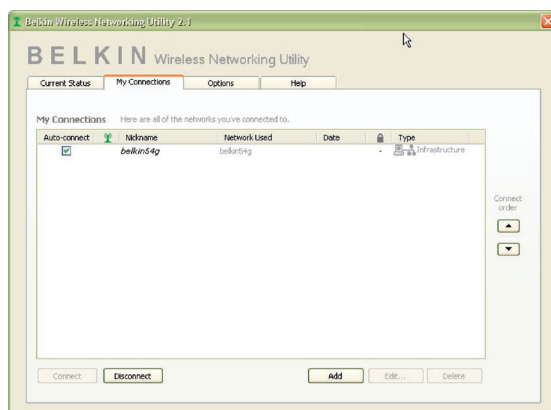 Belkin Wireless Networking Utility 2.1
BELKIN Wireless Networking Utility
Current Status My Connections Options Help
My Connections Here are all of the networks you've connected to.
Auto-connect Nickname Network Used Date Type
belkin54g belkin54g - Infrastructure
Connect
order
Connect Disconnect Add Edit... Delete